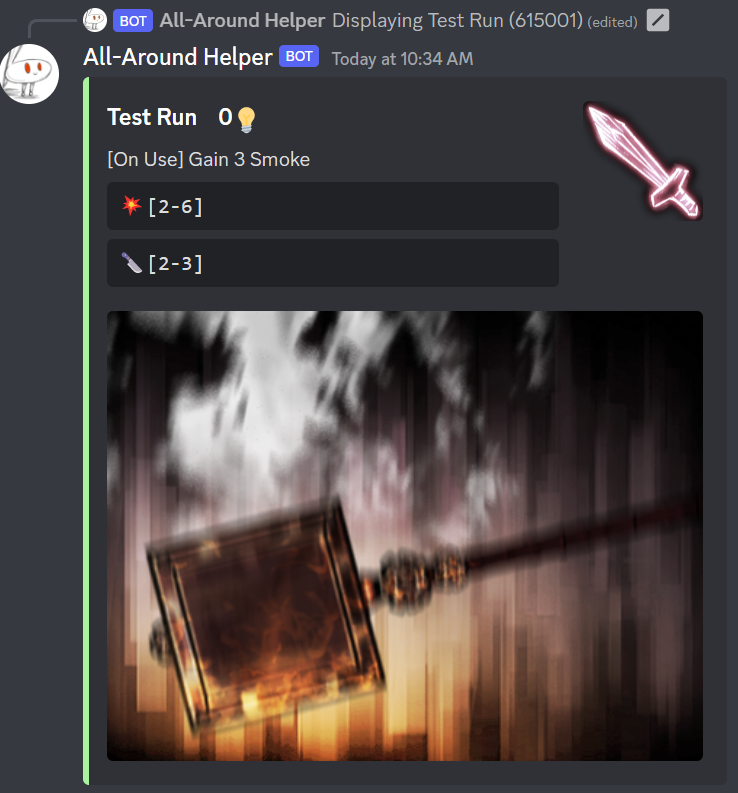 BOT All-Around Helper Displaying Test Run (615001) (edited)
All-Around Helper BOT Today at 10:34 AM
Test Run 0💡
[On Use] Gain 3 Smoke
💥[2-6]
🔪[2-3]